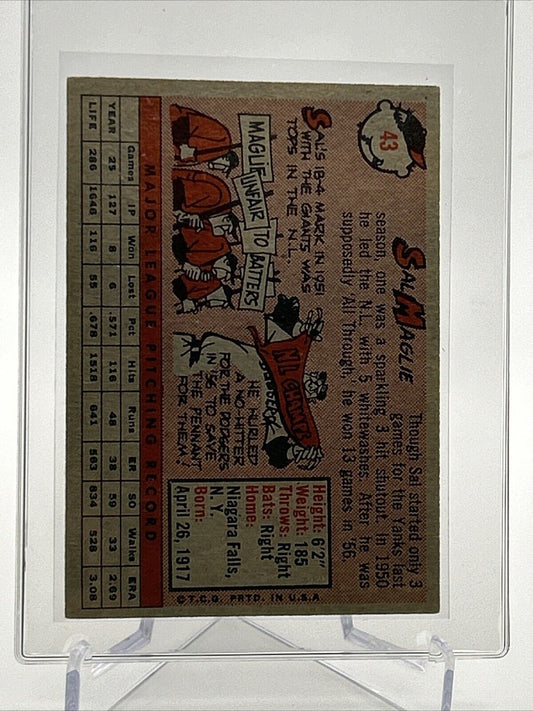 43
SAL MAGLIE
Though Sal started only 3
games for the Yanks last
season, one was a sparkling 3 hit shutout. In 1950
he led the N.L. with 5 whitewashes. After he was
supposedly All Through, he won 13 games in '56.
SAL'S 18-4 MARK IN 1951
WITH THE GIANTS WAS
TOPS IN THE N.L.
MAGLIE
UNFAIR TO
BATTERS
N.L. CHAMPS
HE HURLED
A NO-HITTER
FOR THE DODGERS
IN '56 TO SAVE
THE PENNANT
FOR THEM.
Height: 6'2"
Weight: 185
Throws: Right
Bats: Right
Home:
Niagara Falls,
N. Y.
Born:
April 26, 1917
MAJOR LEAGUE PITCHING RECORD
Games IP Won Lost Pct Hits Runs ER SO Walks ERA
YEAR 25 127 8 6 .571 116 48 38 59 33 2.69
LIFE 286 1646 116 55 .678 1518 641 563 834 528 3.08
©T.C.G. PRTD. IN U.S.A